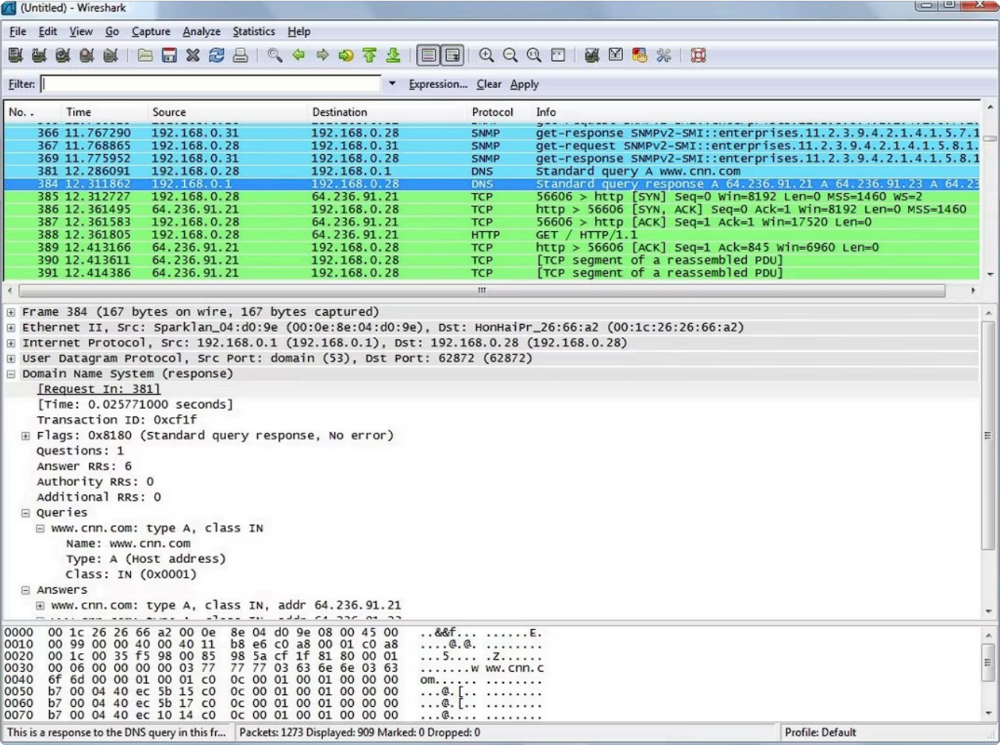 (Untitled) - Wireshark
File Edit View Go Capture Analyze Statistics Help
Filter: Expression... Clear Apply
No. . Time Source Destination Protocol Info
366 11.767290 192.168.0.31 192.168.0.28 SNMP get-response SNMPv2-SMI::enterprises.11.2.3.9.4.2.1.4.1.5.7.1
367 11.768865 192.168.0.28 192.168.0.31 SNMP get-request SNMPv2-SMI::enterprises.11.2.3.9.4.2.1.4.1.5.8.1.
369 11.775952 192.168.0.31 192.168.0.28 SNMP get-response SNMPv2-SMI::enterprises.11.2.3.9.4.2.1.4.1.5.8.1
381 12.286091 192.168.0.28 192.168.0.1 DNS Standard query A www.cnn.com
384 12.311862 192.168.0.1 192.168.0.28 DNS Standard query response A 64.236.91.21 A 64.236.91.23 A 64.23
385 12.312727 192.168.0.28 64.236.91.21 TCP 56606 > http [SYN] Seq=0 Win=8192 Len=0 MSS=1460 WS=2
386 12.361495 64.236.91.21 192.168.0.28 TCP http > 56606 [SYN, ACK] Seq=0 Ack=1 Win=8192 Len=0 MSS=1460
387 12.361583 192.168.0.28 64.236.91.21 TCP 56606 > http [ACK] Seq=1 Ack=1 Win=17520 Len=0
388 12.361805 192.168.0.28 64.236.91.21 HTTP GET / HTTP/1.1
389 12.413166 64.236.91.21 192.168.0.28 TCP http > 56606 [ACK] Seq=1 Ack=845 Win=6960 Len=0
390 12.413611 64.236.91.21 192.168.0.28 TCP [TCP segment of a reassembled PDU]
391 12.414386 64.236.91.21 192.168.0.28 TCP [TCP segment of a reassembled PDU]
Frame 384 (167 bytes on wire, 167 bytes captured)
Ethernet II, Src: Sparklan_04:d0:9e (00:0e:8e:04:d0:9e), Dst: HonHaiPr_26:66:a2 (00:1c:26:26:66:a2)
Internet Protocol, Src: 192.168.0.1 (192.168.0.1), Dst: 192.168.0.28 (192.168.0.28)
User Datagram Protocol, Src Port: domain (53), Dst Port: 62872 (62872)
Domain Name System (response)
[Request In: 381]
[Time: 0.025771000 seconds]
Transaction ID: 0xcf1f
Flags: 0x8180 (Standard query response, No error)
Questions: 1
Answer RRs: 6
Authority RRs: 0
Additional RRs: 0
Queries
www.cnn.com: type A, class IN
Name: www.cnn.com
Type: A (Host address)
Class: IN (0x0001)
Answers
www.cnn.com: type A, class IN, addr 64.236.91.21
0000 00 1c 26 26 66 a2 00 0e 8e 04 d0 9e 08 00 45 00 ..&&f... ......E.
0010 00 99 00 00 40 00 40 11 b8 e6 c0 a8 00 01 c0 a8 ....@.@. ........
0020 00 1c 00 35 f5 98 00 85 98 5a cf 1f 81 80 00 01 ...5.... .Z......
0030 00 06 00 00 00 00 03 77 77 77 03 63 6e 6e 03 63 .......w ww.cnn.c
0040 6f 6d 00 00 01 00 01 c0 0c 00 01 00 01 00 00 00 om...... ........
0050 b7 00 04 40 ec 5b 15 c0 0c 00 01 00 01 00 00 00 ...@.[.. ........
0060 b7 00 04 40 ec 5b 17 c0 0c 00 01 00 01 00 00 00 ...@.[.. ........
0070 b7 00 04 40 ec 10 14 c0 0c 00 01 00 01 00 00 00 ...@.... ........
This is a response to the DNS query in this fr... Packets: 1273 Displayed: 909 Marked: 0 Dropped: 0 Profile: Default